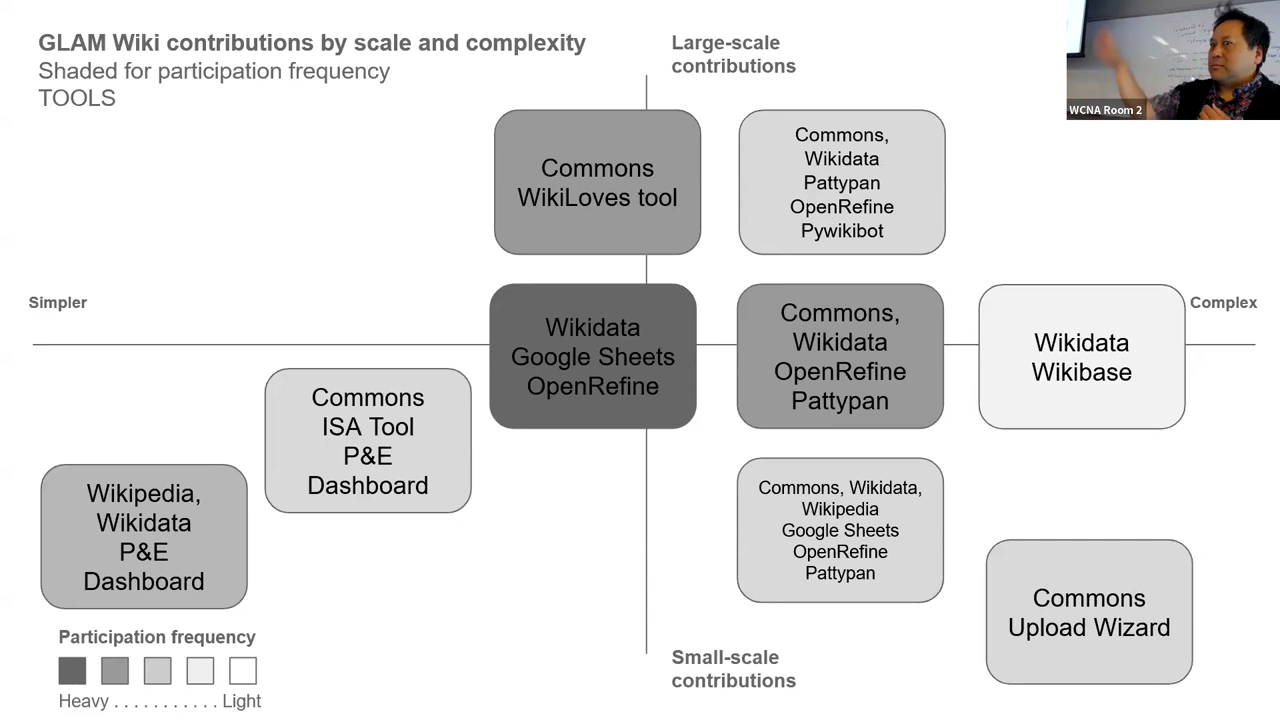 GLAM Wiki contributions by scale and complexity
Shaded for participation frequency
TOOLS
Large-scale
contributions
WCNA Room 2
Commons
WikiLoves tool
Commons,
Wikidata
Pattypan
OpenRefine
Pywikibot
Simpler
Complex
Wikidata
Google Sheets
OpenRefine
Commons,
Wikidata
OpenRefine
Pattypan
Wikidata
Wikibase
Commons
ISA Tool
P&E
Dashboard
Wikipedia,
Wikidata
P&E
Dashboard
Commons, Wikidata,
Wikipedia
Google Sheets
OpenRefine
Pattypan
Commons
Upload Wizard
Participation frequency
Heavy . . . . . . . . . . . Light
Small-scale
contributions